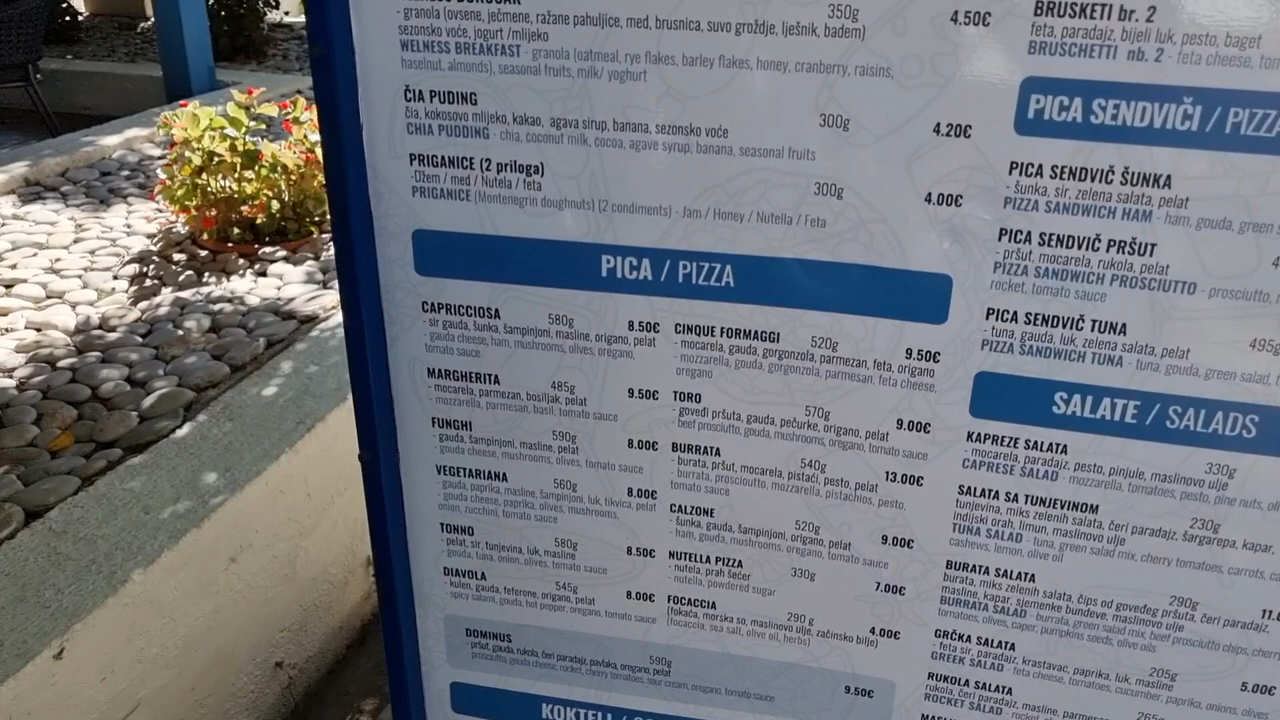 350g
4.50€
- granola (ovsene, ječmene, ražane pahuljice, med, brusnica, suvo grožđje, lješnik, badem)
sezonsko voće, jogurt /mlijeko
WELNESS BREAKFAST - granola (oatmeal, rye flakes, barley flakes, honey, cranberry, raisins,
haselnut, almonds), seasonal fruits, milk/ yoghurt
ČIA PUDING
300g
4.20€
čia, kokosovo mlijeko, kakao, agava sirup, banana, sezonsko voće
CHIA PUDDING - chia, coconut milk, cocoa, agave syrup, banana, seasonal fruits
PRIGANICE (2 priloga)
300g
4.00€
-Džem / med / Nutela / feta
PRIGANICE (Montenegrin doughnuts) (2 condiments) - Jam / Honey / Nutella / Feta
PICA / PIZZA
CAPRICCIOSA 580g 8.50€
- sir gauda, šunka, šampinjoni, masline, origano, pelat
- gauda cheese, ham, mushrooms, olives, oregano,
tomato sauce
MARGHERITA 485g 9.50€
- mocarela, parmezan, bosiljak, pelat
- mozzarella, parmesan, basil, tomato sauce
FUNGHI 590g 8.00€
- gauda, šampinjoni, masline, pelat
- gouda cheese, mushrooms, olives, tomato sauce
VEGETARIANA 560g 8.00€
- gauda, paprika, masline, šampinjoni, luk, tikvica, pelat
- gouda cheese, paprika, olives, mushrooms,
onion, zucchini, tomato sauce
TONNO 580g 8.50€
- pelat, sir, tunjevina, luk, masline
- gouda, tuna, onion, olives, tomato sauce
DIAVOLA 545g 8.00€
- kulen, gauda, feferone, origano, pelat
- spicy salami, gouda, hot pepper, oregano, tomato sauce
CINQUE FORMAGGI 520g 9.50€
- mocarela, gauda, gorgonzola, parmezan, feta, origano
- mozzarella, gouda, gorgonzola, parmesan, feta cheese,
oregano
TORO 570g 9.00€
- goveđi pršuta, gauda, pečurke, origano, pelat
- beef prosciutto, gouda, mushrooms, oregano, tomato sauce
BURRATA 540g 13.00€
- burata, pršut, mocarela, pistaći, pesto, pelat
- burrata, proscioutto, mozzarella, pistachios, pesto,
tomato sauce
CALZONE 520g 9.00€
- šunka, gauda, šampinjoni, origano, pelat
- ham, gouda, mushrooms, oregano, tomato sauce
NUTELLA PIZZA 330g 7.00€
- nutela, prah šećer
- nutella, powdered sugar
FOCACCIA 290 g 4.00€
(fokaća, morska so, maslinovo ulje, začinsko bilje)
(focaccia, sea salt, olive oil, herbs)
DOMINUS 590g 9.50€
- pršut, gauda, rukola, čeri paradajz, pavlaka, oregano, pelat
- prosciutto, gouda cheese, rocket, cherry tomatoes, sour cream, oregano, tomato sauce
BRUSKETI br. 2
feta, paradajz, bijeli luk, pesto, baget
BRUSCHETTI nb. 2 - feta cheese,
PICA SENDVIČI / PIZZ
PICA SENDVIČ ŠUNKA
- šunka, sir, zelena salata, pelat
PIZZA SANDWICH HAM - ham, gouda, green
PICA SENDVIČ PRŠUT
4
- pršut, mocarela, rukola, pelat
PIZZA SANDWICH PROSCIUTTO - prosciutto,
rocket, tomato sauce
PICA SENDVIČ TUNA
495g
- tuna, gauda, luk, zelena salata, pelat
PIZZA SANDWICH TUNA - tuna, gouda, green salad,
SALATE / SALADS
KAPREZE SALATA 330g
- mocarela, paradajz, pesto, pinjule, maslinovo ulje
CAPRESE SALAD - mozzarella, tomatoes, pesto, pine nuts,
SALATA SA TUNJEVINOM 230g
tunjevina, miks zelenih salata, čeri paradajz, šargarepa, kapar,
indijski orah, limun, maslinovo ulje
TUNA SALAD - tuna, green salad mix, cherry tomatoes, carrots,
cashews, lemon, olive oil
BURATA SALATA 290g
burata, miks zelenih salata, čips od goveđeg pršuta, čeri paradajz,
masline, kapar, sjemenke bundeve, maslinovo ulje
BURRATA SALAD - burrata, green salad mix, beef prosciutto chips,
tomatoes, olives, caper, pumpkins seeds, olive oils
GRČKA SALATA 205g 5.00€
- feta sir, paradajz, krastavac, paprika, luk, masline
GREEK SALAD - feta cheese, tomatoes, cucumber, paprika, onions, olives
RUKOLA SALATA
rukola, čeri paradajz, masline,
ROCKET SALAD